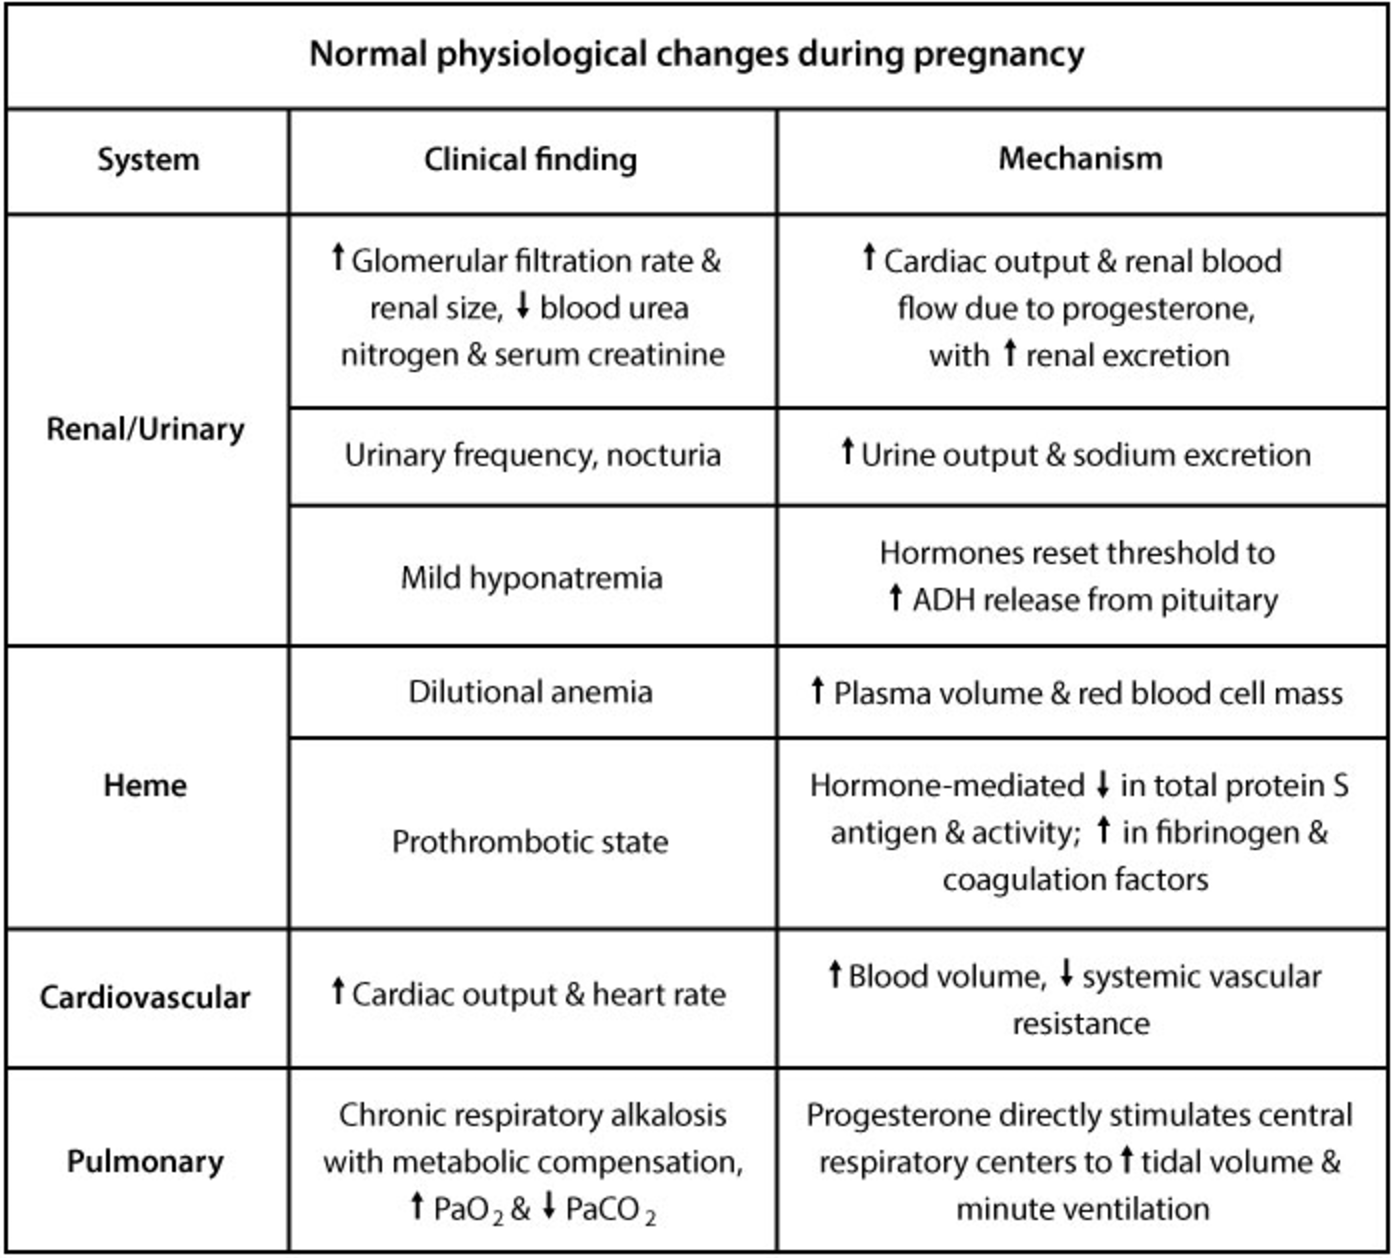 Normal physiological changes during pregnancy
System
Clinical finding
Mechanism
Renal/Urinary
↑ Glomerular filtration rate &
renal size, ↓ blood urea
nitrogen & serum creatinine
↑ Cardiac output & renal blood
flow due to progesterone,
with ↑ renal excretion
Urinary frequency, nocturia
↑ Urine output & sodium excretion
Mild hyponatremia
Hormones reset threshold to
↑ ADH release from pituitary
Heme
Dilutional anemia
↑ Plasma volume & red blood cell mass
Prothrombotic state
Hormone-mediated ↓ in total protein S
antigen & activity; ↑ in fibrinogen &
coagulation factors
Cardiovascular
↑ Cardiac output & heart rate
↑ Blood volume, ↓ systemic vascular
resistance
Pulmonary
Chronic respiratory alkalosis
with metabolic compensation,
↑ PaO₂ & ↓ PaCO₂
Progesterone directly stimulates central
respiratory centers to ↑ tidal volume &
minute ventilation